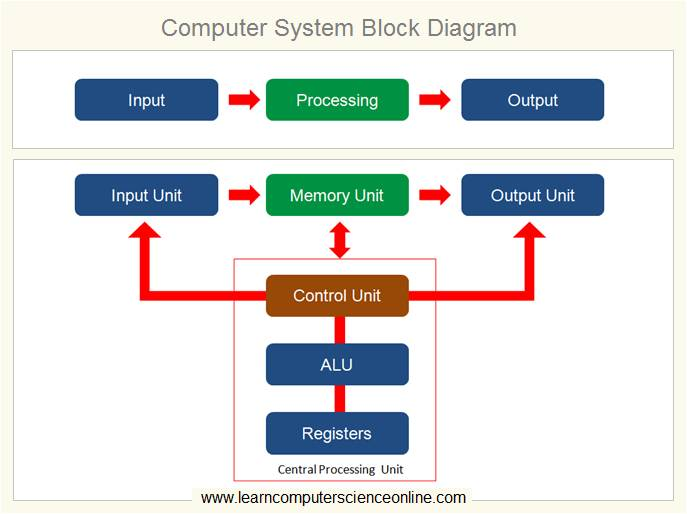 Computer System Block Diagram
Input
Processing
Output
Input Unit
Memory Unit
Output Unit
Control Unit
ALU
Registers
Central Processing Unit
www.learncomputerscienceonline.com